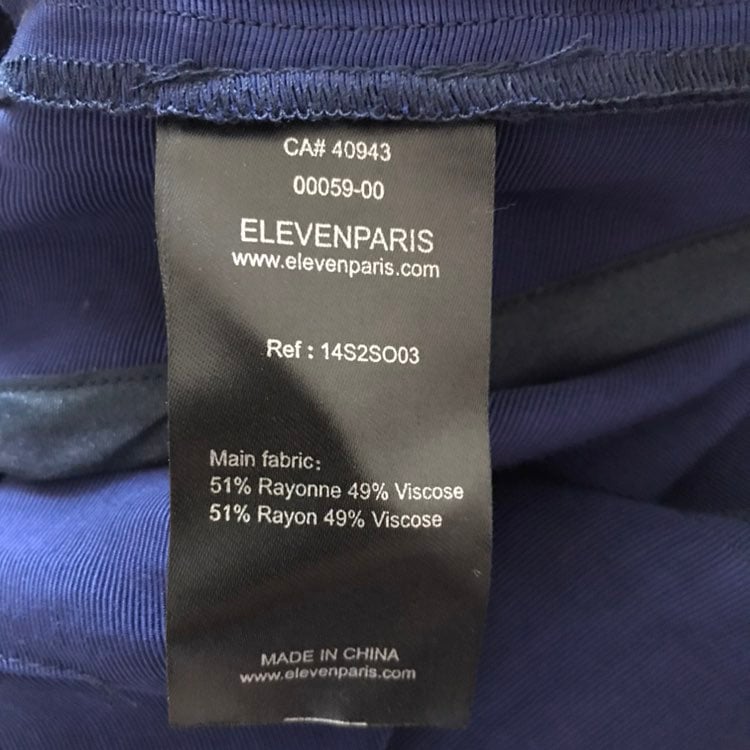 CA# 40943
00059-00
ELEVENPARIS
www.elevenparis.com
Ref : 14S2SO03
Main fabric:
51% Rayonne 49% Viscose
51% Rayon 49% Viscose
MADE IN CHINA
www.elevenparis.com